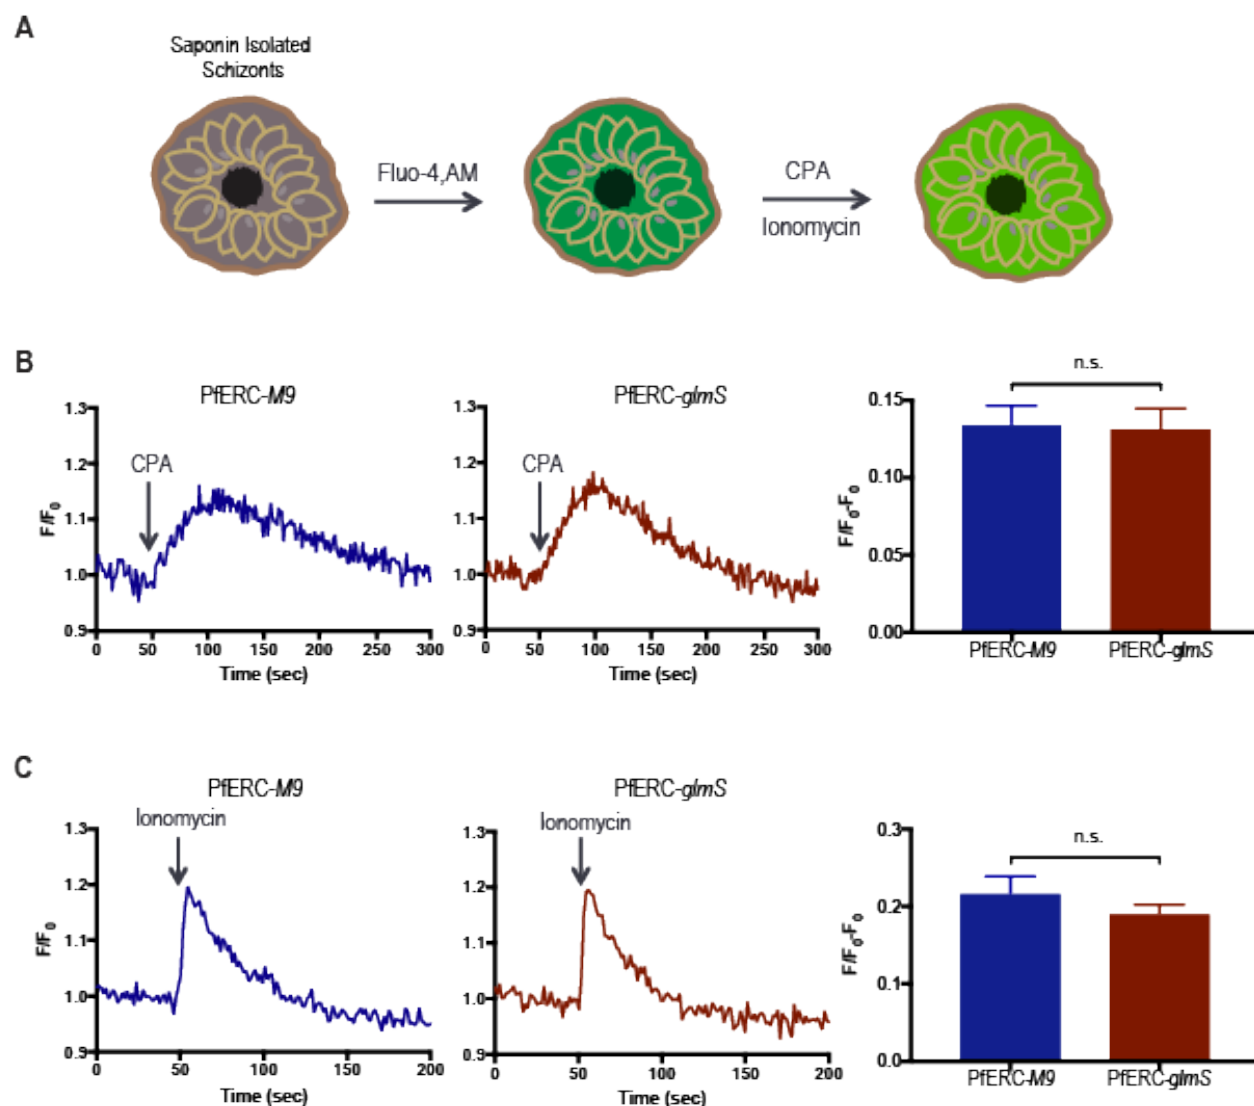 A
Saponin Isolated
Schizonts
Fluo-4,AM
CPA
Ionomycin
B
PfERC-M9
PfERC-glmS
n.s.
1.3
1.2
1.1
1.0
0.9
F/F0
CPA
0
50
100
150
200
250
300
Time (sec)
1.3
1.2
1.1
1.0
0.9
CPA
0
50
100
150
200
250
300
Time (sec)
0.15
0.10
0.05
0.00
F/F0-F0
PfERC-M9
PfERC-glmS
C
PfERC-M9
PfERC-glmS
n.s.
Ionomycin
1.3
1.2
1.1
1.0
0.9
F/F0
0
50
100
150
200
Time (sec)
Ionomycin
1.3
1.2
1.1
1.0
0.9
0
50
100
150
200
Time (sec)
0.3
0.2
0.1
0.0
F/F0-F0
PfERC-M9
PfERC-glmS